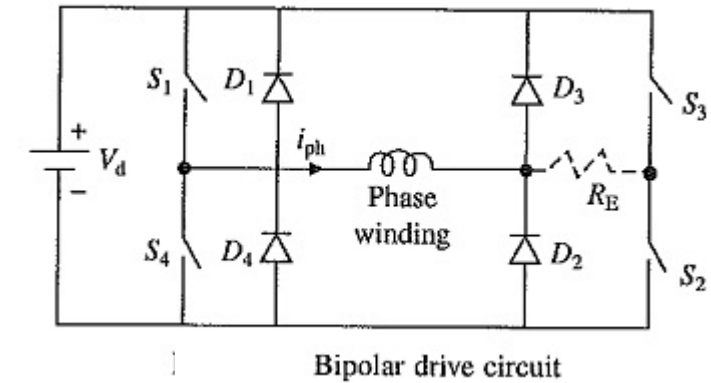 S1 D1 D3 S3
+
Vd
−
iph
Phase
winding
RE
S4 D4 D2 S2
Bipolar drive circuit